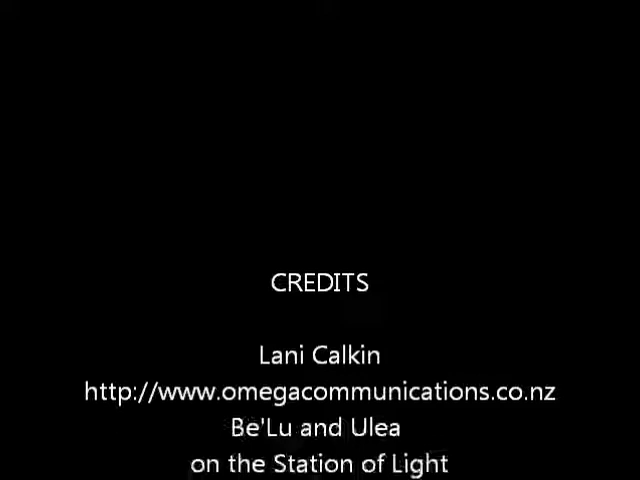 CREDITS
Lani Calkin
http://www.omegacommunications.co.nz
Be'Lu and Ulea
on the Station of Light